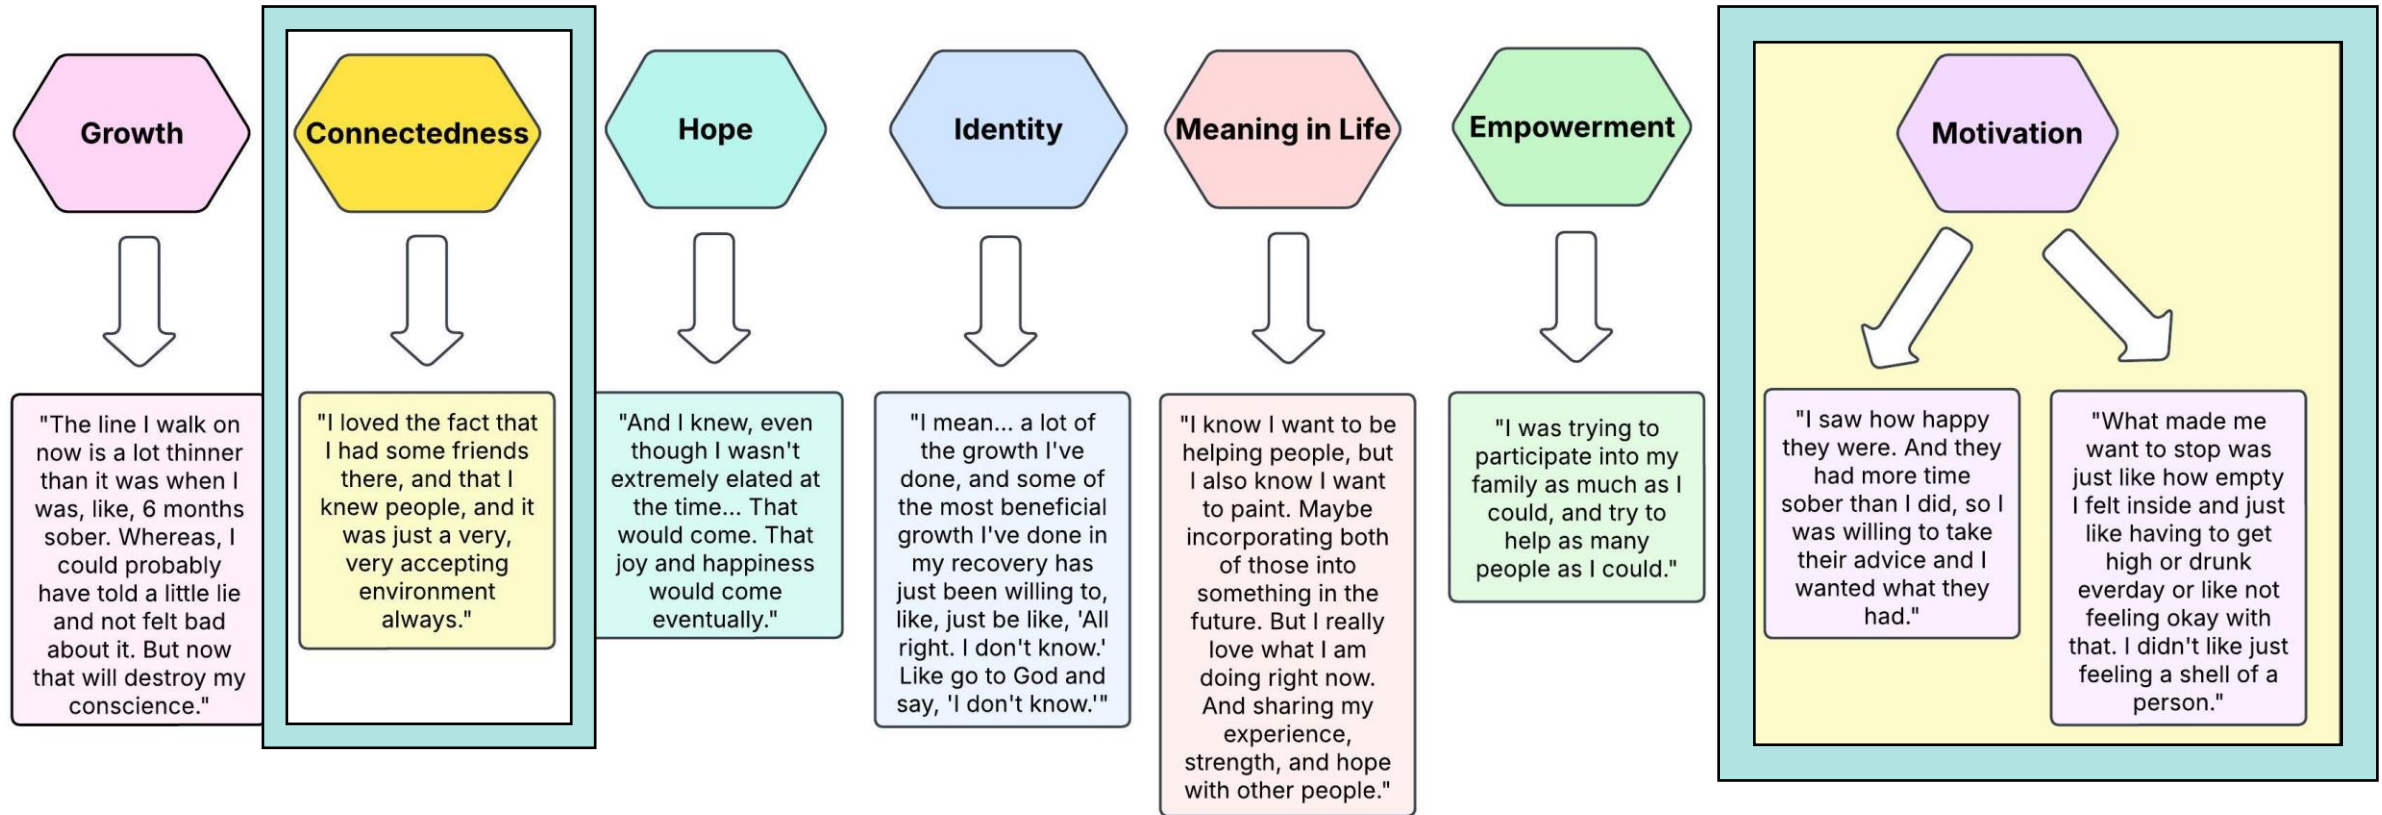 Growth
"The line I walk on
now is a lot thinner
than it was when I
was, like, 6 months
sober. Whereas, I
could probably
have told a little lie
and not felt bad
about it. But now
that will destroy my
conscience."
Connectedness
"I loved the fact that
I had some friends
there, and that I
knew people, and it
was just a very,
very accepting
environment
always."
Hope
"And I knew, even
though I wasn't
extremely elated at
the time... That
would come. That
joy and happiness
would come
eventually."
Identity
"I mean... a lot of
the growth I've
done, and some of
the most beneficial
growth I've done in
my recovery has
just been willing to,
like, just be like, 'All
right. I don't know.'
Like go to God and
say, 'I don't know.'"
Meaning in Life
"I know I want to be
helping people, but
I also know I want
to paint. Maybe
incorporating both
of those into
something in the
future. But I really
love what I am
doing right now.
And sharing my
experience,
strength, and hope
with other people."
Empowerment
"I was trying to
participate into my
family as much as I
could, and try to
help as many
people as I could."
Motivation
"I saw how happy
they were. And they
had more time
sober than I did, so I
was willing to take
their advice and I
wanted what they
had."
"What made me
want to stop was
just like how empty
I felt inside and just
like having to get
high or drunk
everday or like not
feeling okay with
that. I didn't like just
feeling a shell of a
person."